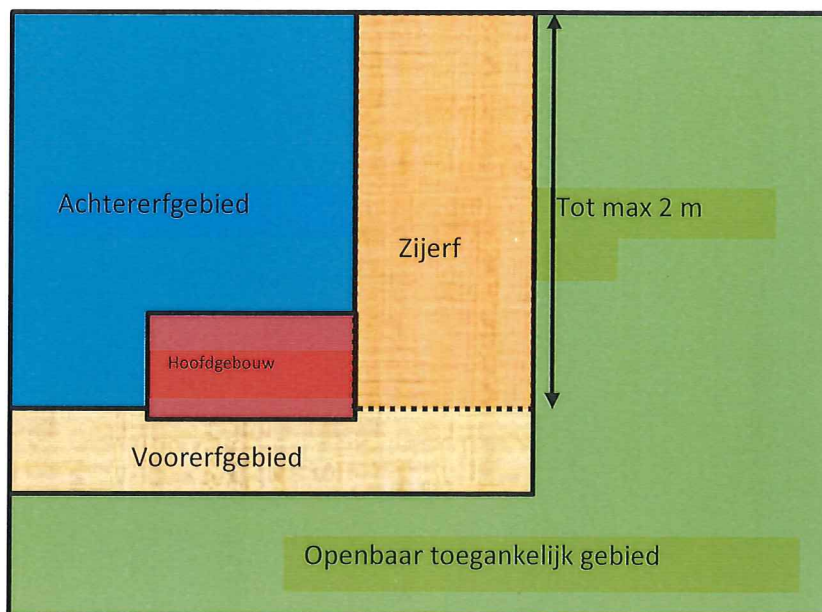 Achtererfgebied
Tot max 2 m
Zijerf
Hoofdgebouw
Voorerfgebied
Openbaar toegankelijk gebied